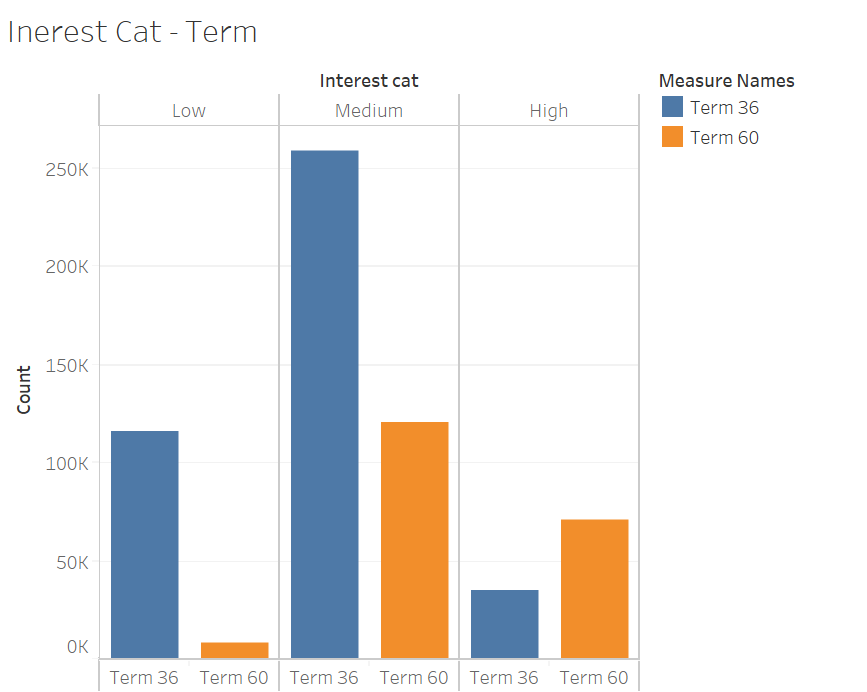 Inerest Cat - Term
Interest cat
Measure Names
Low
Medium
High
Term 36
Term 60
250K
200K
150K
100K
50K
0K
Count
Term 36
Term 60
Term 36
Term 60
Term 36
Term 60